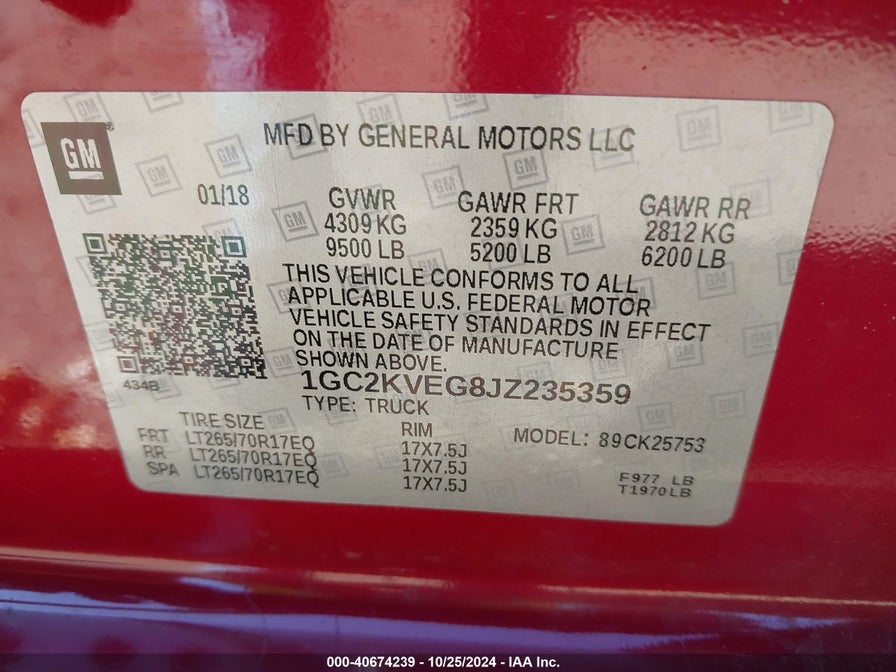 GM
MFD BY GENERAL MOTORS LLC
01/18
GVWR GAWR FRT GAWR RR
4309 KG 2359 KG 2812 KG
9500 LB 5200 LB 6200 LB
THIS VEHICLE CONFORMS TO ALL
APPLICABLE U.S. FEDERAL MOTOR
VEHICLE SAFETY STANDARDS IN EFFECT
ON THE DATE OF MANUFACTURE
SHOWN ABOVE.
434B
1GC2KVEG8JZ235359
TYPE: TRUCK
TIRE SIZE RIM MODEL: 89CK25753
FRT LT265/70R17EQ 17X7.5J
RR LT265/70R17EQ 17X7.5J
SPA LT265/70R17EQ 17X7.5J
F977 LB
T1970LB
000-40674239 - 10/25/2024 - IAA Inc.